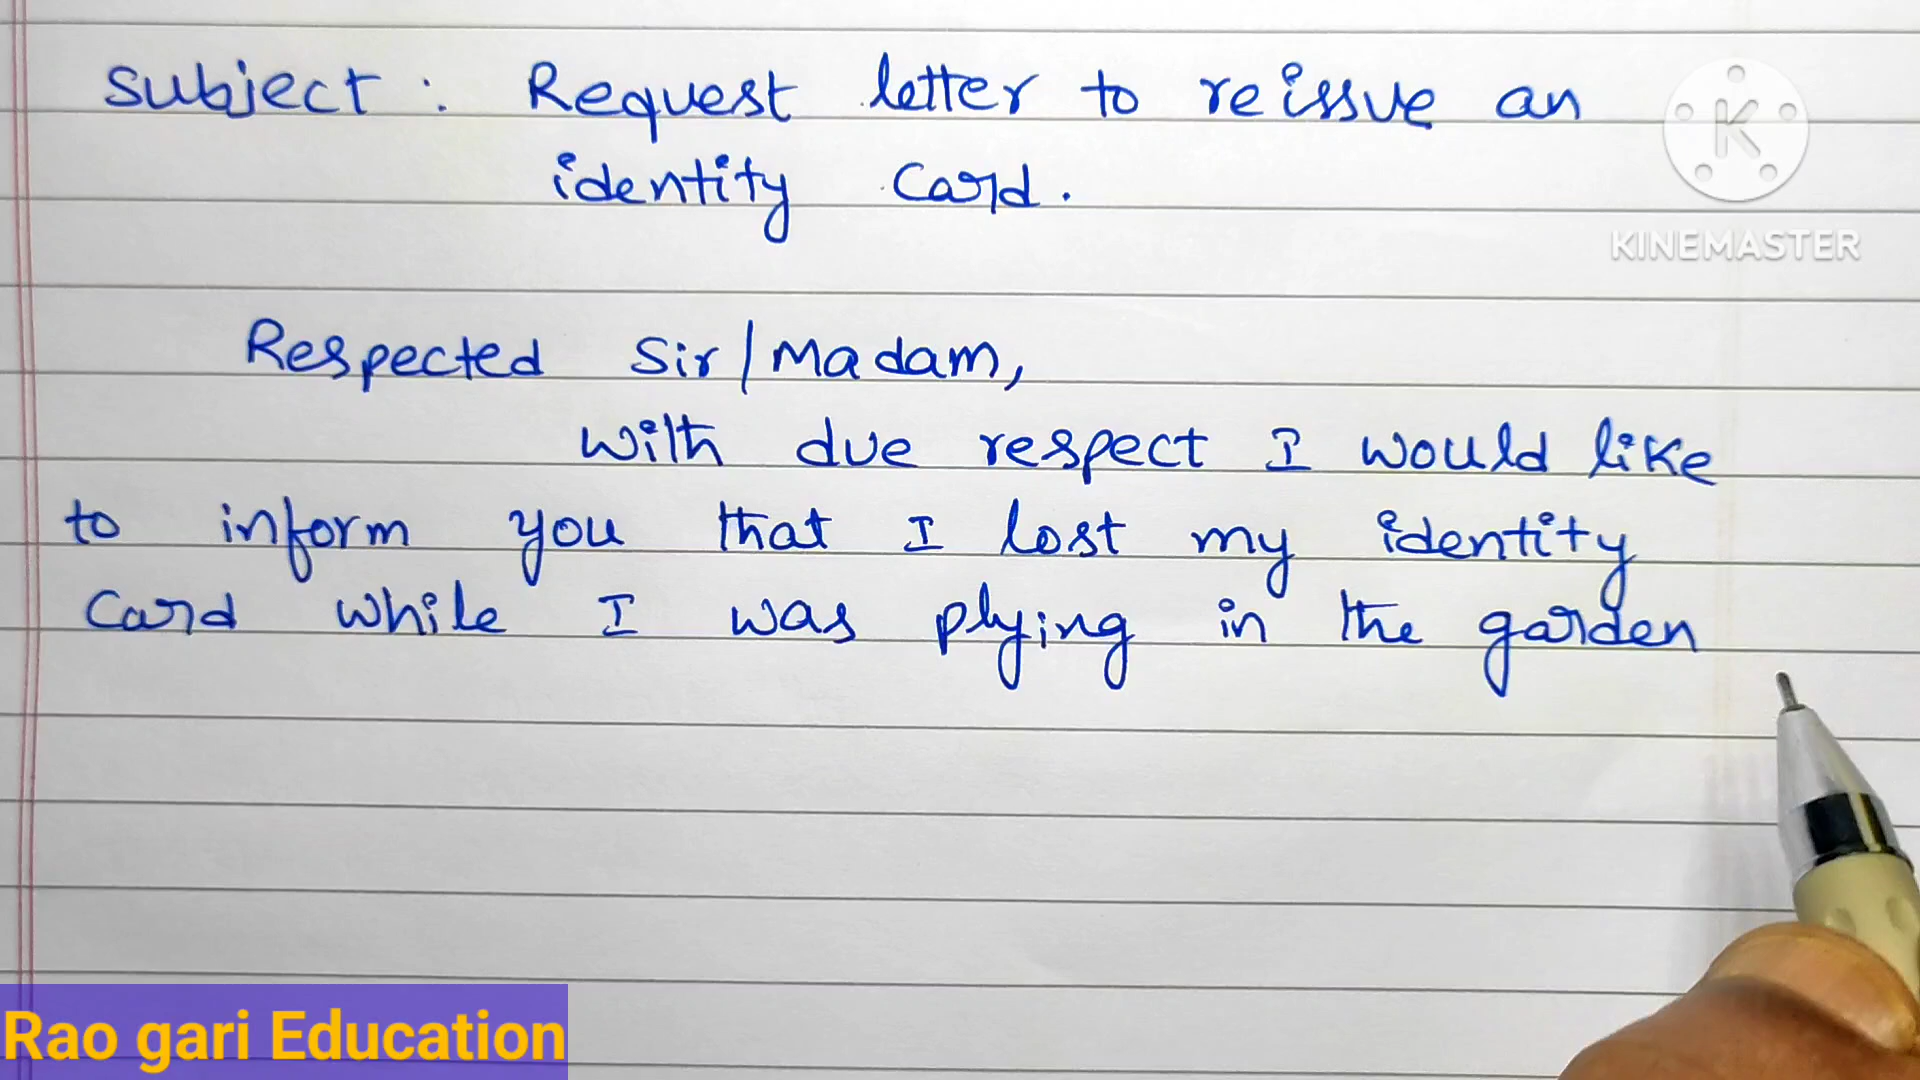 subject : Request letter to reissue an
identity card.
KINEMASTER
Respected Sir/Madam,
With due respect I would like
to inform you that I lost my identity
card while I was plying in the garden
Rao gari Education